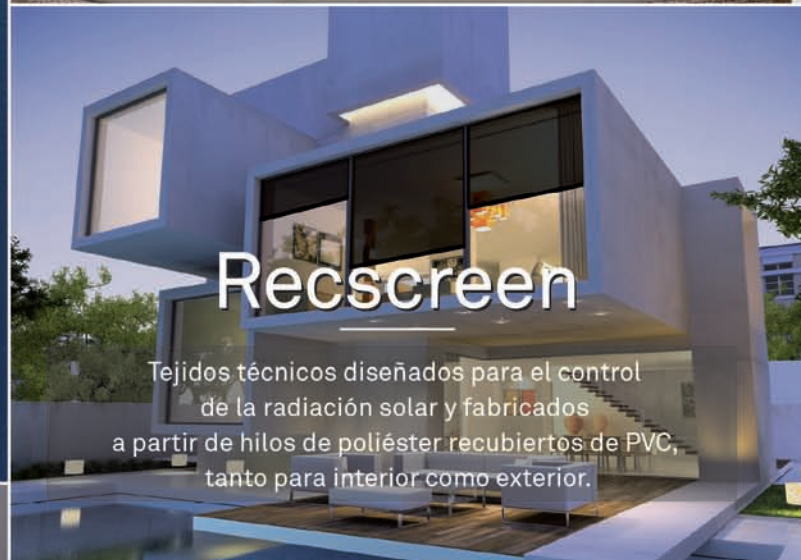 Recscreen
Tejidos técnicos diseñados para el control
de la radiación solar y fabricados
a partir de hilos de poliéster recubiertos de PVC,
tanto para interior como exterior.